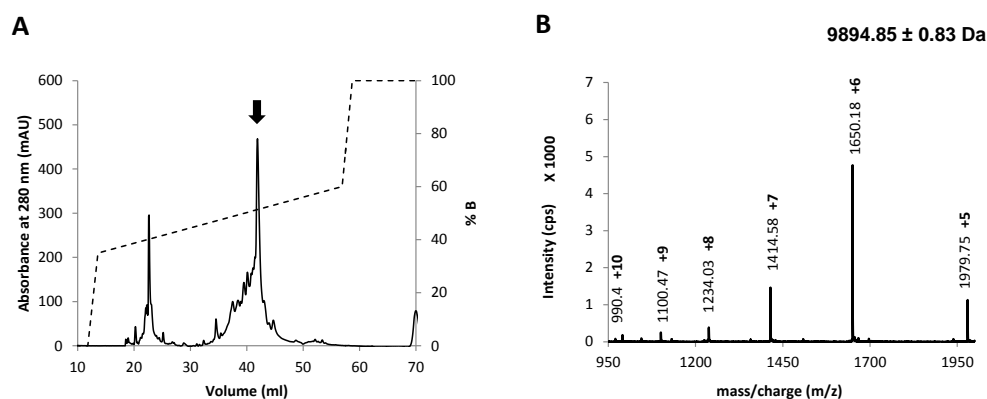 A
600
500
400
300
200
100
0
Absorbance at 280 nm (mAU)
10 20 30 40 50 60 70
Volume (ml)
100
80
60
40
20
0
% B
B
9894.85 ± 0.83 Da
7
6
5
4
3
2
1
0
Intensity (cps) X 1000
990.4 +10
1100.47 +9
1234.03 +8
1414.58 +7
1650.18 +6
1979.75 +5
950 1200 1450 1700 1950
mass/charge (m/z)